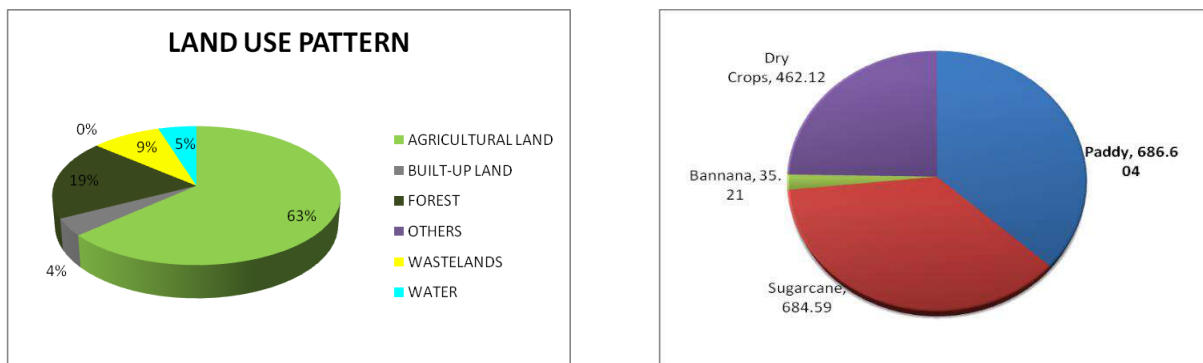 LAND USE PATTERN
0%
9%
5%
19%
63%
4%
AGRICULTURAL LAND
BUILT-UP LAND
FOREST
OTHERS
WASTELANDS
WATER
Dry
Crops, 462.12
Paddy, 686.6
04
Bannana, 35.
21
Sugarcane,
684.59